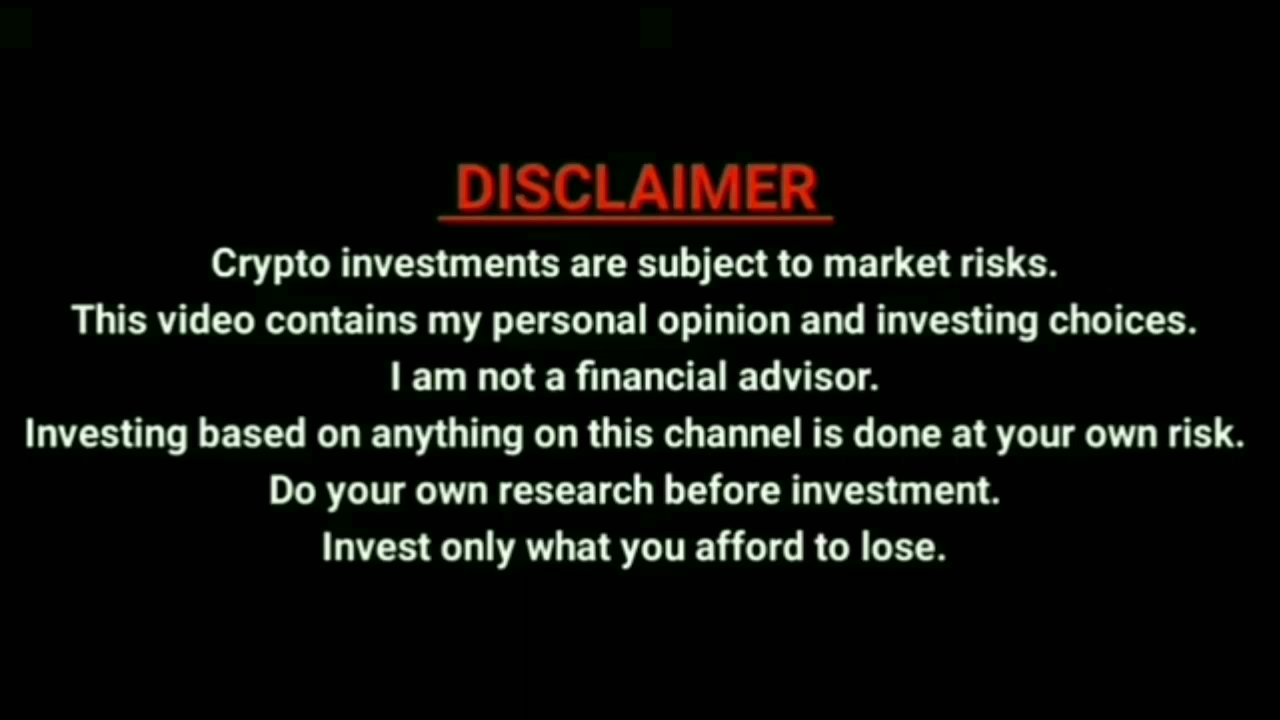 DISCLAIMER
Crypto investments are subject to market risks.
This video contains my personal opinion and investing choices.
I am not a financial advisor.
Investing based on anything on this channel is done at your own risk.
Do your own research before investment.
Invest only what you afford to lose.